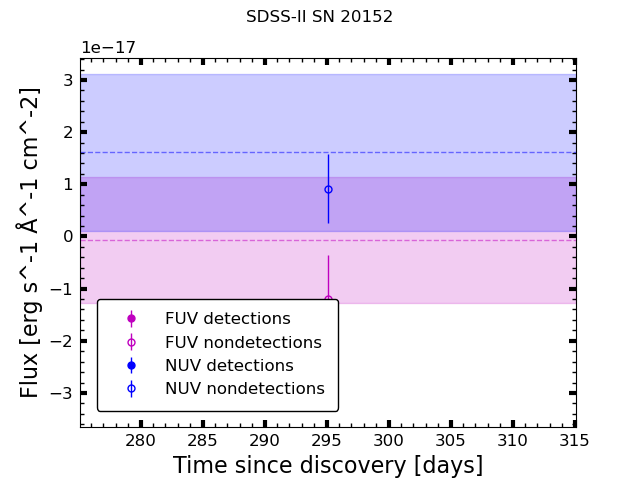 SDSS-II SN 20152
1e−17
Flux [erg s^-1 Å^-1 cm^-2]
3
2
1
0
−1
−2
−3
FUV detections
FUV nondetections
NUV detections
NUV nondetections
280 285 290 295 300 305 310 315
Time since discovery [days]